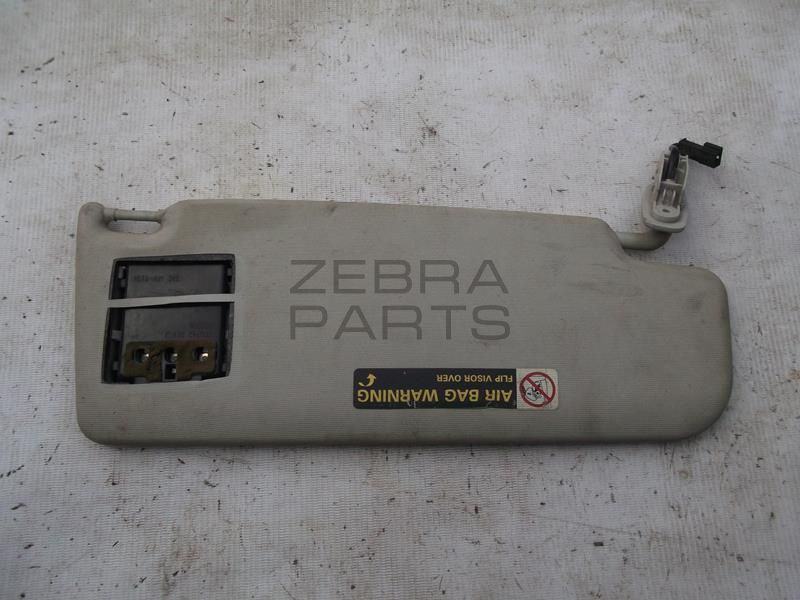 ZEBRA
PARTS
AIR BAG WARNING
FLIP VISOR OVER